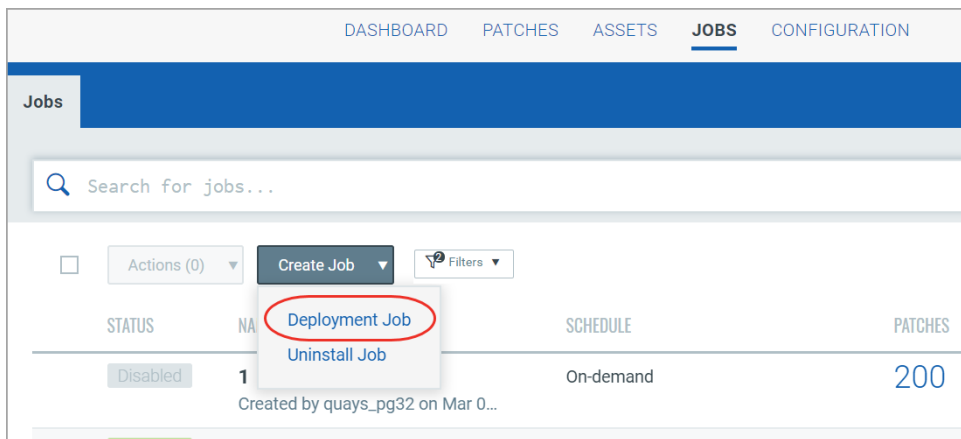 DASHBOARD PATCHES ASSETS JOBS CONFIGURATION
Jobs
Search for jobs...
Actions (0) Create Job 2 Filters
Deployment Job
STATUS NA SCHEDULE PATCHES
Uninstall Job
Disabled 1 On-demand 200
Created by quays_pg32 on Mar 0...